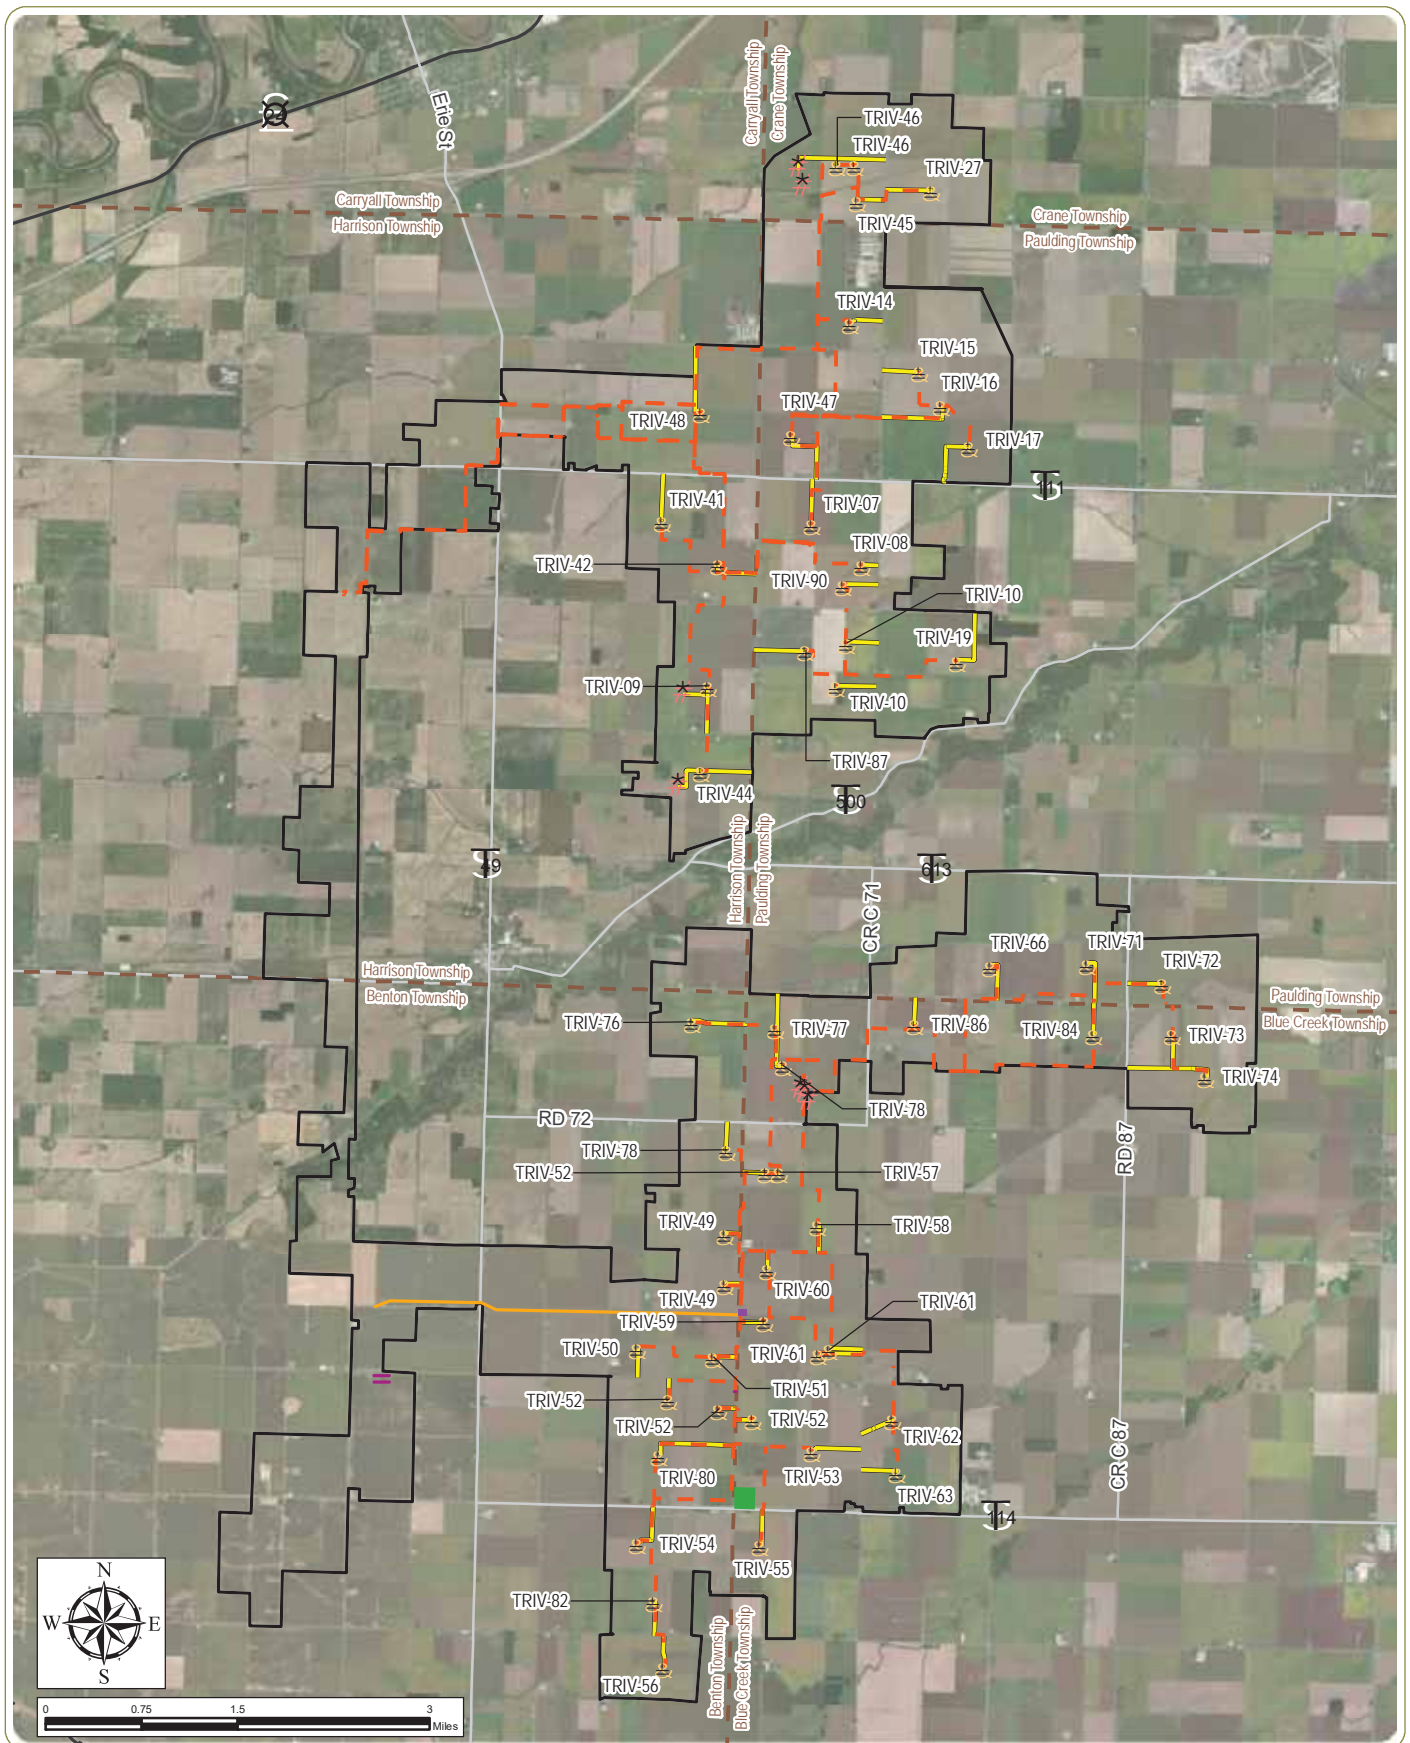 Carryall Township
Crane Township
24
Erie St
TRIV-46
TRIV-46
TRIV-27
Carryall Township
Harrison Township
TRIV-45
Crane Township
Paulding Township
TRIV-14
TRIV-15
TRIV-16
TRIV-47
TRIV-48
TRIV-17
111
TRIV-41
TRIV-07
TRIV-08
TRIV-42
TRIV-90
TRIV-10
TRIV-19
TRIV-09
TRIV-10
TRIV-87
TRIV-44
500
Harrison Township
Paulding Township
49
613
CR C 71
TRIV-66
TRIV-71
TRIV-72
Harrison Township
Benton Township
Paulding Township
Blue Creek Township
TRIV-76
TRIV-77
TRIV-86
TRIV-84
TRIV-73
TRIV-74
TRIV-78
RD 72
RD 87
TRIV-78
TRIV-52
TRIV-57
TRIV-49
TRIV-58
TRIV-49
TRIV-60
TRIV-61
TRIV-59
TRIV-50
TRIV-61
TRIV-51
TRIV-52
TRIV-52
TRIV-52
TRIV-62
CR C 87
TRIV-80
TRIV-53
TRIV-63
114
TRIV-54
TRIV-55
TRIV-82
TRIV-56
Benton Township
Blue Creek Township
N
W
E
S
0
0.75
1.5
3
Miles